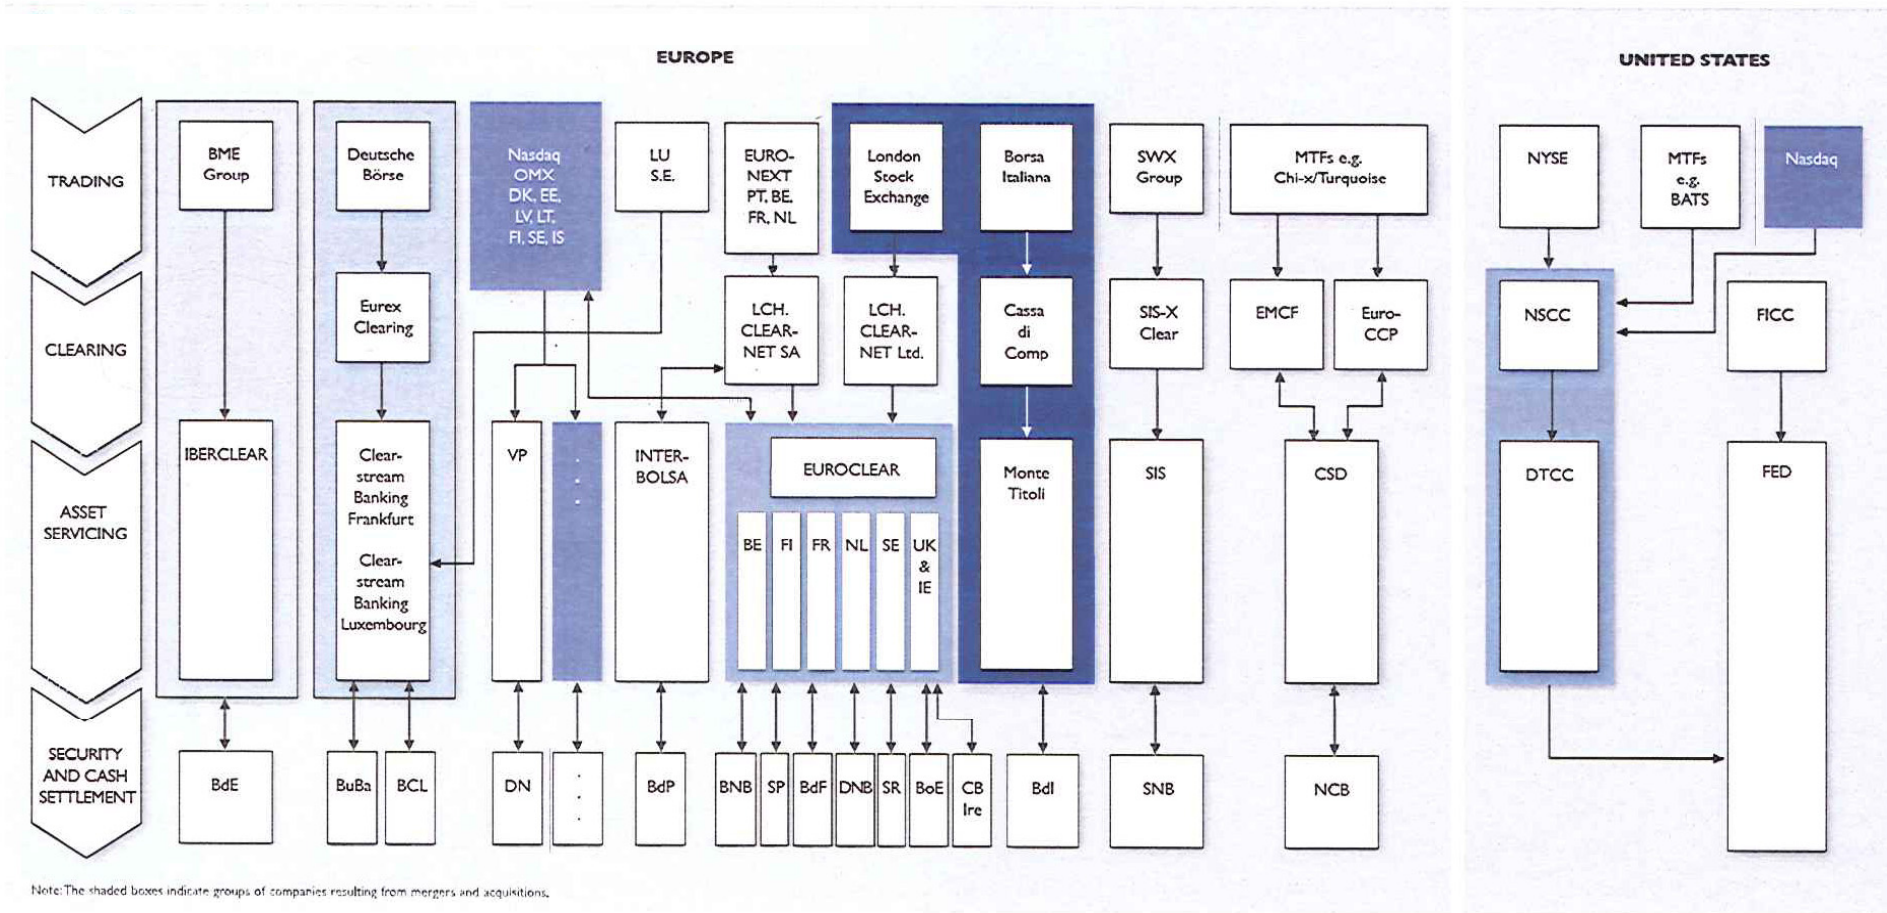 EUROPE
UNITED STATES
TRADING
BME
Group
Deutsche
Börse
Nasdaq
OMX
DK, EE,
LV, LT,
FI, SE, IS
LU
S.E.
EURO-
NEXT
PT, BE,
FR, NL
London
Stock
Exchange
Borsa
Italiana
SWX
Group
MTFs e.g.
Chi-x/Turquoise
NYSE
MTFs
e.g.
BATS
Nasdaq
CLEARING
Eurex
Clearing
LCH.
CLEAR-
NET SA
LCH.
CLEAR-
NET Ltd.
Cassa
di
Comp
SIS-X
Clear
EMCF
Euro-
CCP
NSCC
FICC
ASSET
SERVICING
IBERCLEAR
Clear-
stream
Banking
Frankfurt
Clear-
stream
Banking
Luxembourg
VP
.
.
.
INTER-
BOLSA
EUROCLEAR
BE
FI
FR
NL
SE
UK
&
IE
Monte
Titoli
SIS
CSD
DTCC
FED
SECURITY
AND CASH
SETTLEMENT
BdE
BuBa
BCL
DN
.
.
.
BdP
BNB
SP
BdF
DNB
SR
BoE
CB
Ire
BdI
SNB
NCB
Note: The shaded boxes indicate groups of companies resulting from mergers and acquisitions.